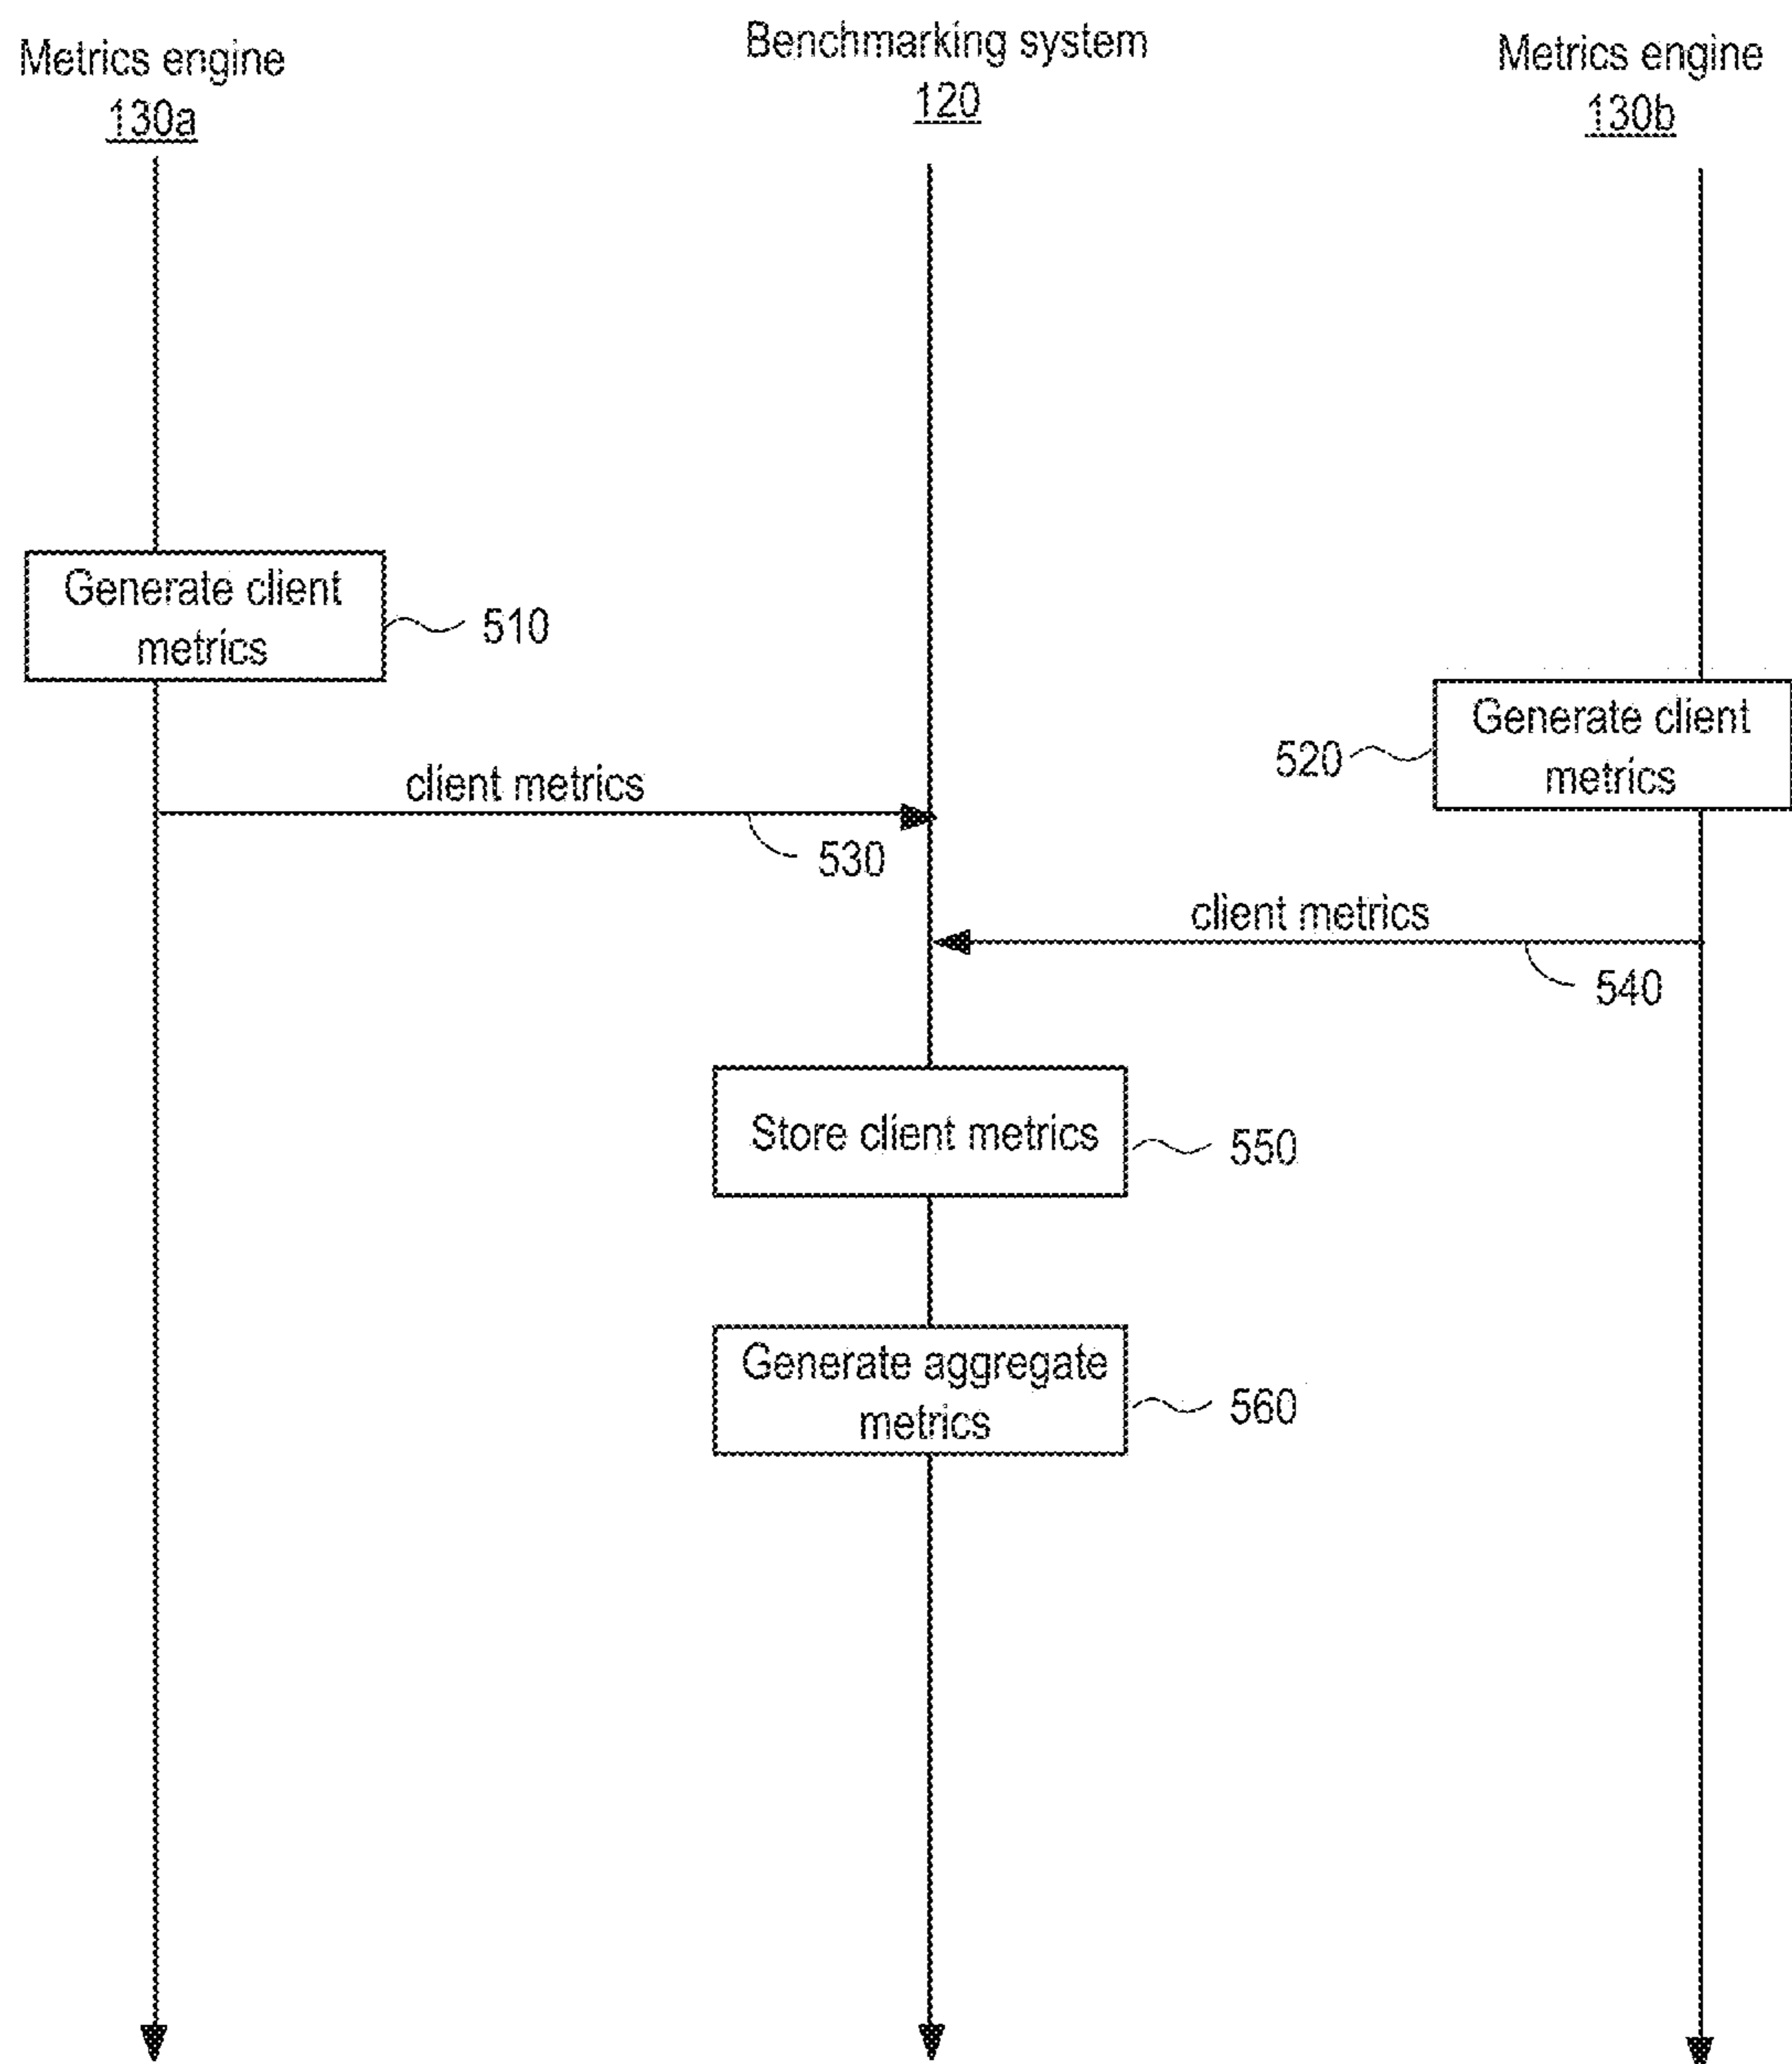 Metrics engine
130a
Benchmarking system
120
Metrics engine
130b
Generate client
metrics
510
Generate client
metrics
520
client metrics
530
client metrics
540
Store client metrics
550
Generate aggregate
metrics
560